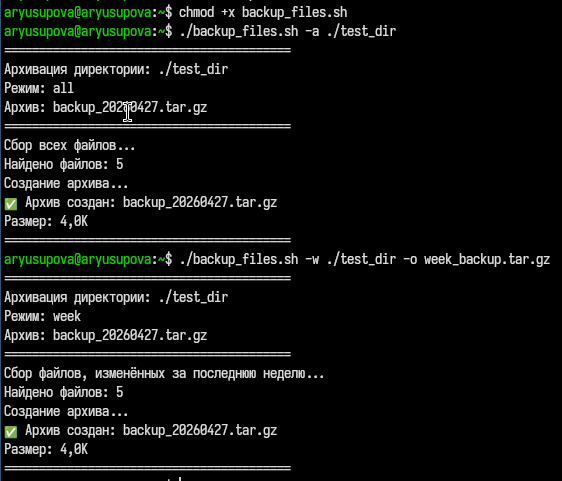 aryusupova@aryusupova:~$ chmod +x backup_files.sh
aryusupova@aryusupova:~$ ./backup_files.sh -a ./test_dir
========================================
Архивация директории: ./test_dir
Режим: all
Архив: backup_20260427.tar.gz
========================================
Сбор всех файлов...
Найдено файлов: 5
Создание архива...
✅ Архив создан: backup_20260427.tar.gz
Размер: 4,0K
========================================
aryusupova@aryusupova:~$ ./backup_files.sh -w ./test_dir -o week_backup.tar.gz
========================================
Архивация директории: ./test_dir
Режим: week
Архив: backup_20260427.tar.gz
========================================
Сбор файлов, изменённых за последнюю неделю...
Найдено файлов: 5
Создание архива...
✅ Архив создан: backup_20260427.tar.gz
Размер: 4,0K
========================================